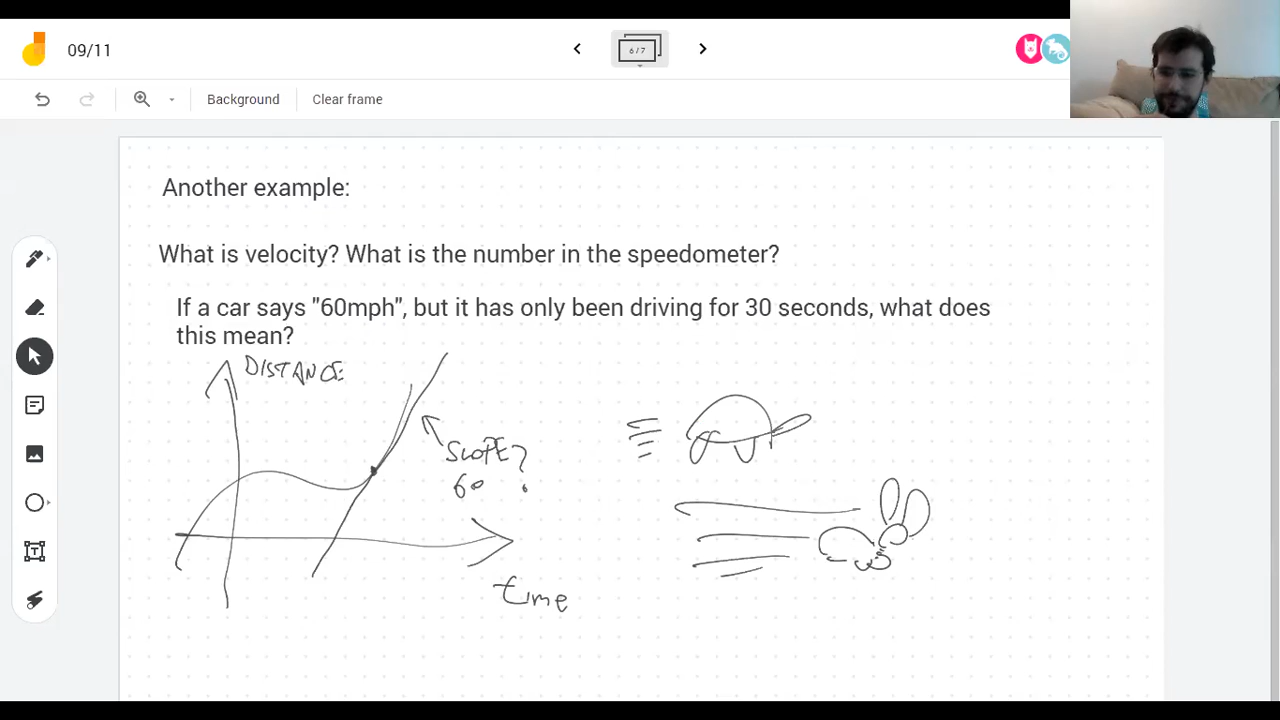 09/11
6 / 7
Background
Clear frame
Another example:
What is velocity? What is the number in the speedometer?
If a car says "60mph", but it has only been driving for 30 seconds, what does
this mean?
DISTANCE
SLOPE?
60
time